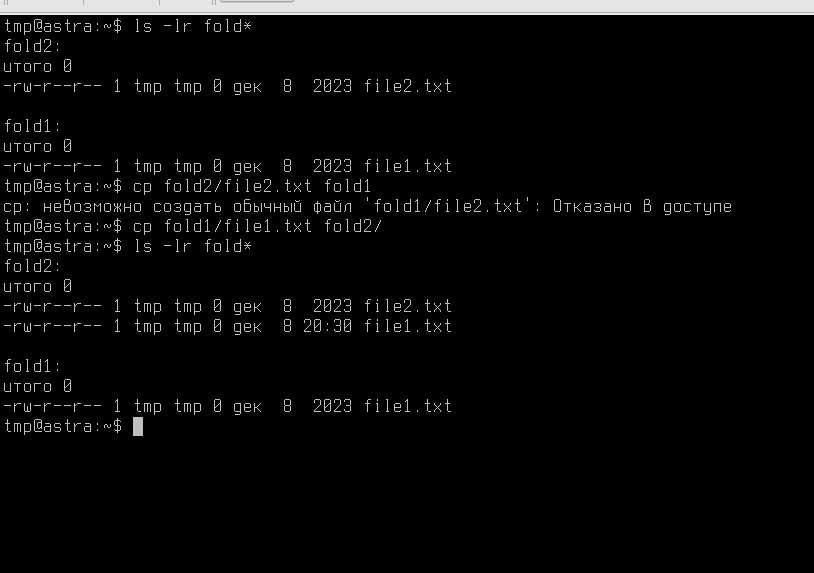 tmp@astra:~$ ls -lr fold*
fold2:
итого 0
-rw-r--r-- 1 tmp tmp 0 дек  8  2023 file2.txt
fold1:
итого 0
-rw-r--r-- 1 tmp tmp 0 дек  8  2023 file1.txt
tmp@astra:~$ cp fold2/file2.txt fold1
cp: невозможно создать обычный файл 'fold1/file2.txt': Отказано в доступе
tmp@astra:~$ cp fold1/file1.txt fold2/
tmp@astra:~$ ls -lr fold*
fold2:
итого 0
-rw-r--r-- 1 tmp tmp 0 дек  8  2023 file2.txt
-rw-r--r-- 1 tmp tmp 0 дек  8 20:30 file1.txt
fold1:
итого 0
-rw-r--r-- 1 tmp tmp 0 дек  8  2023 file1.txt
tmp@astra:~$